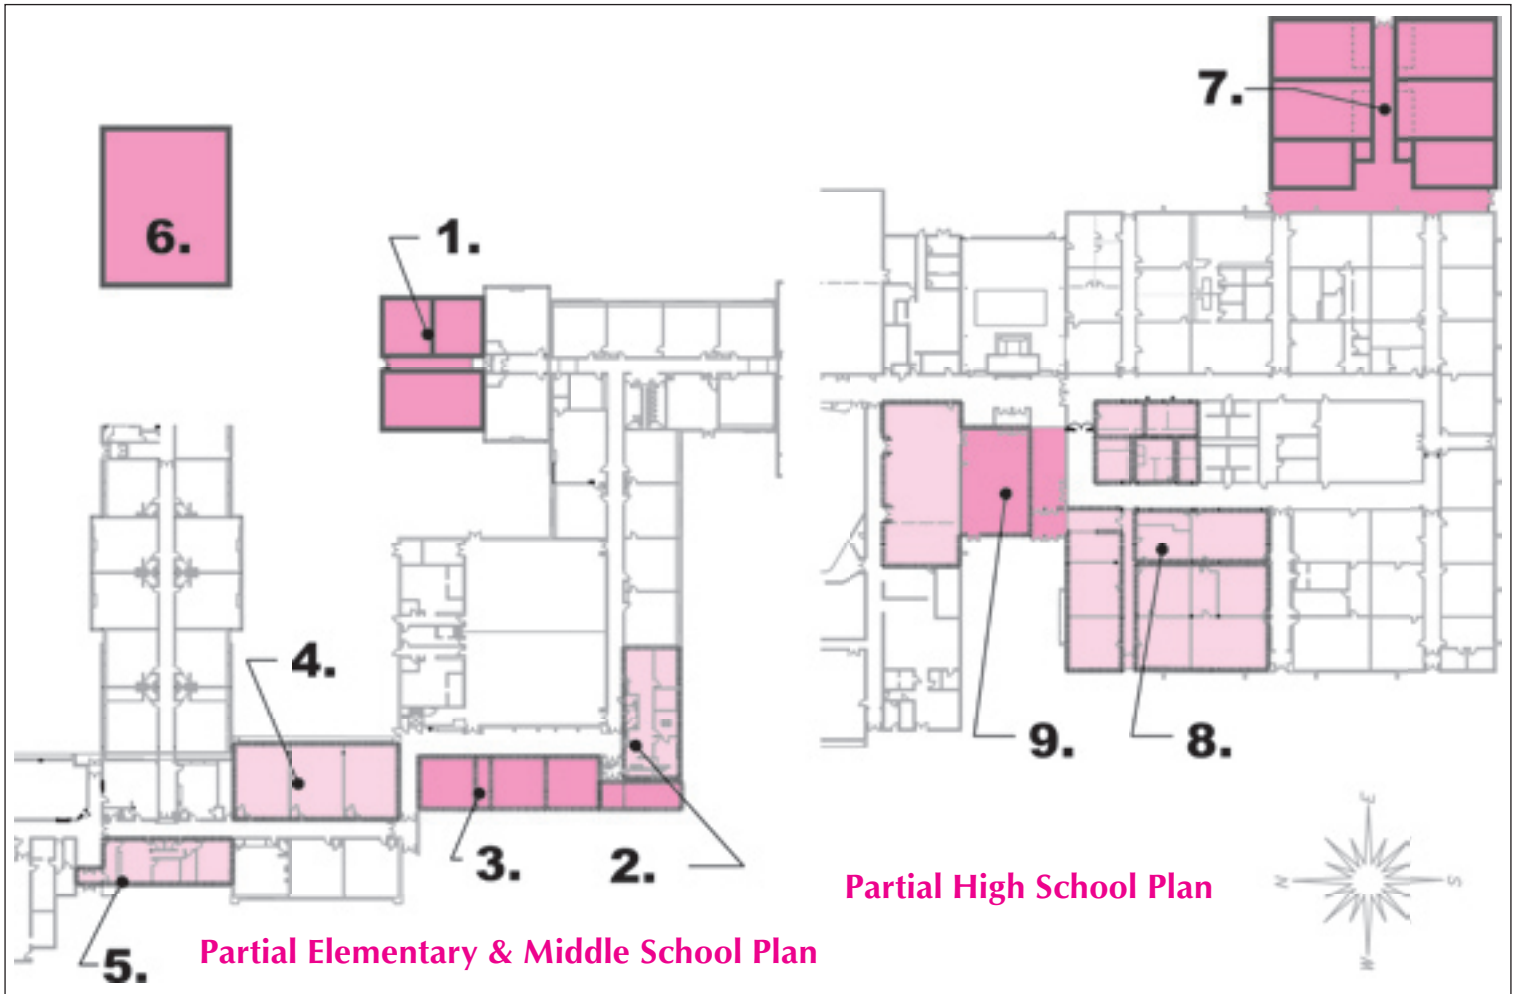 7.
6.
1.
4.
9.
8.
3.
2.
Partial High School Plan
Partial Elementary & Middle School Plan
5.
E
N
S
W